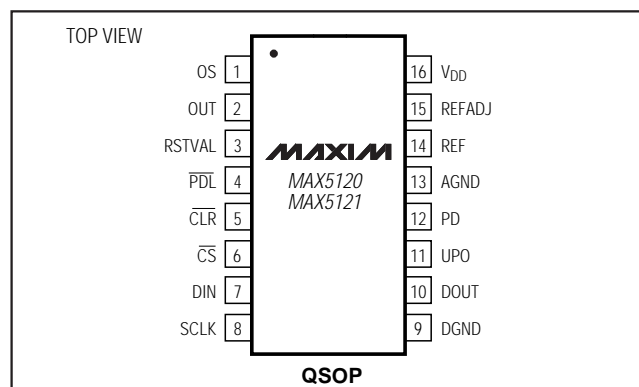 TOP VIEW
OS 1
OUT 2
RSTVAL 3
PDL 4
CLR 5
CS 6
DIN 7
SCLK 8
MAXIM
MAX5120
MAX5121
16 VDD
15 REFADJ
14 REF
13 AGND
12 PD
11 UPO
10 DOUT
9 DGND
QSOP